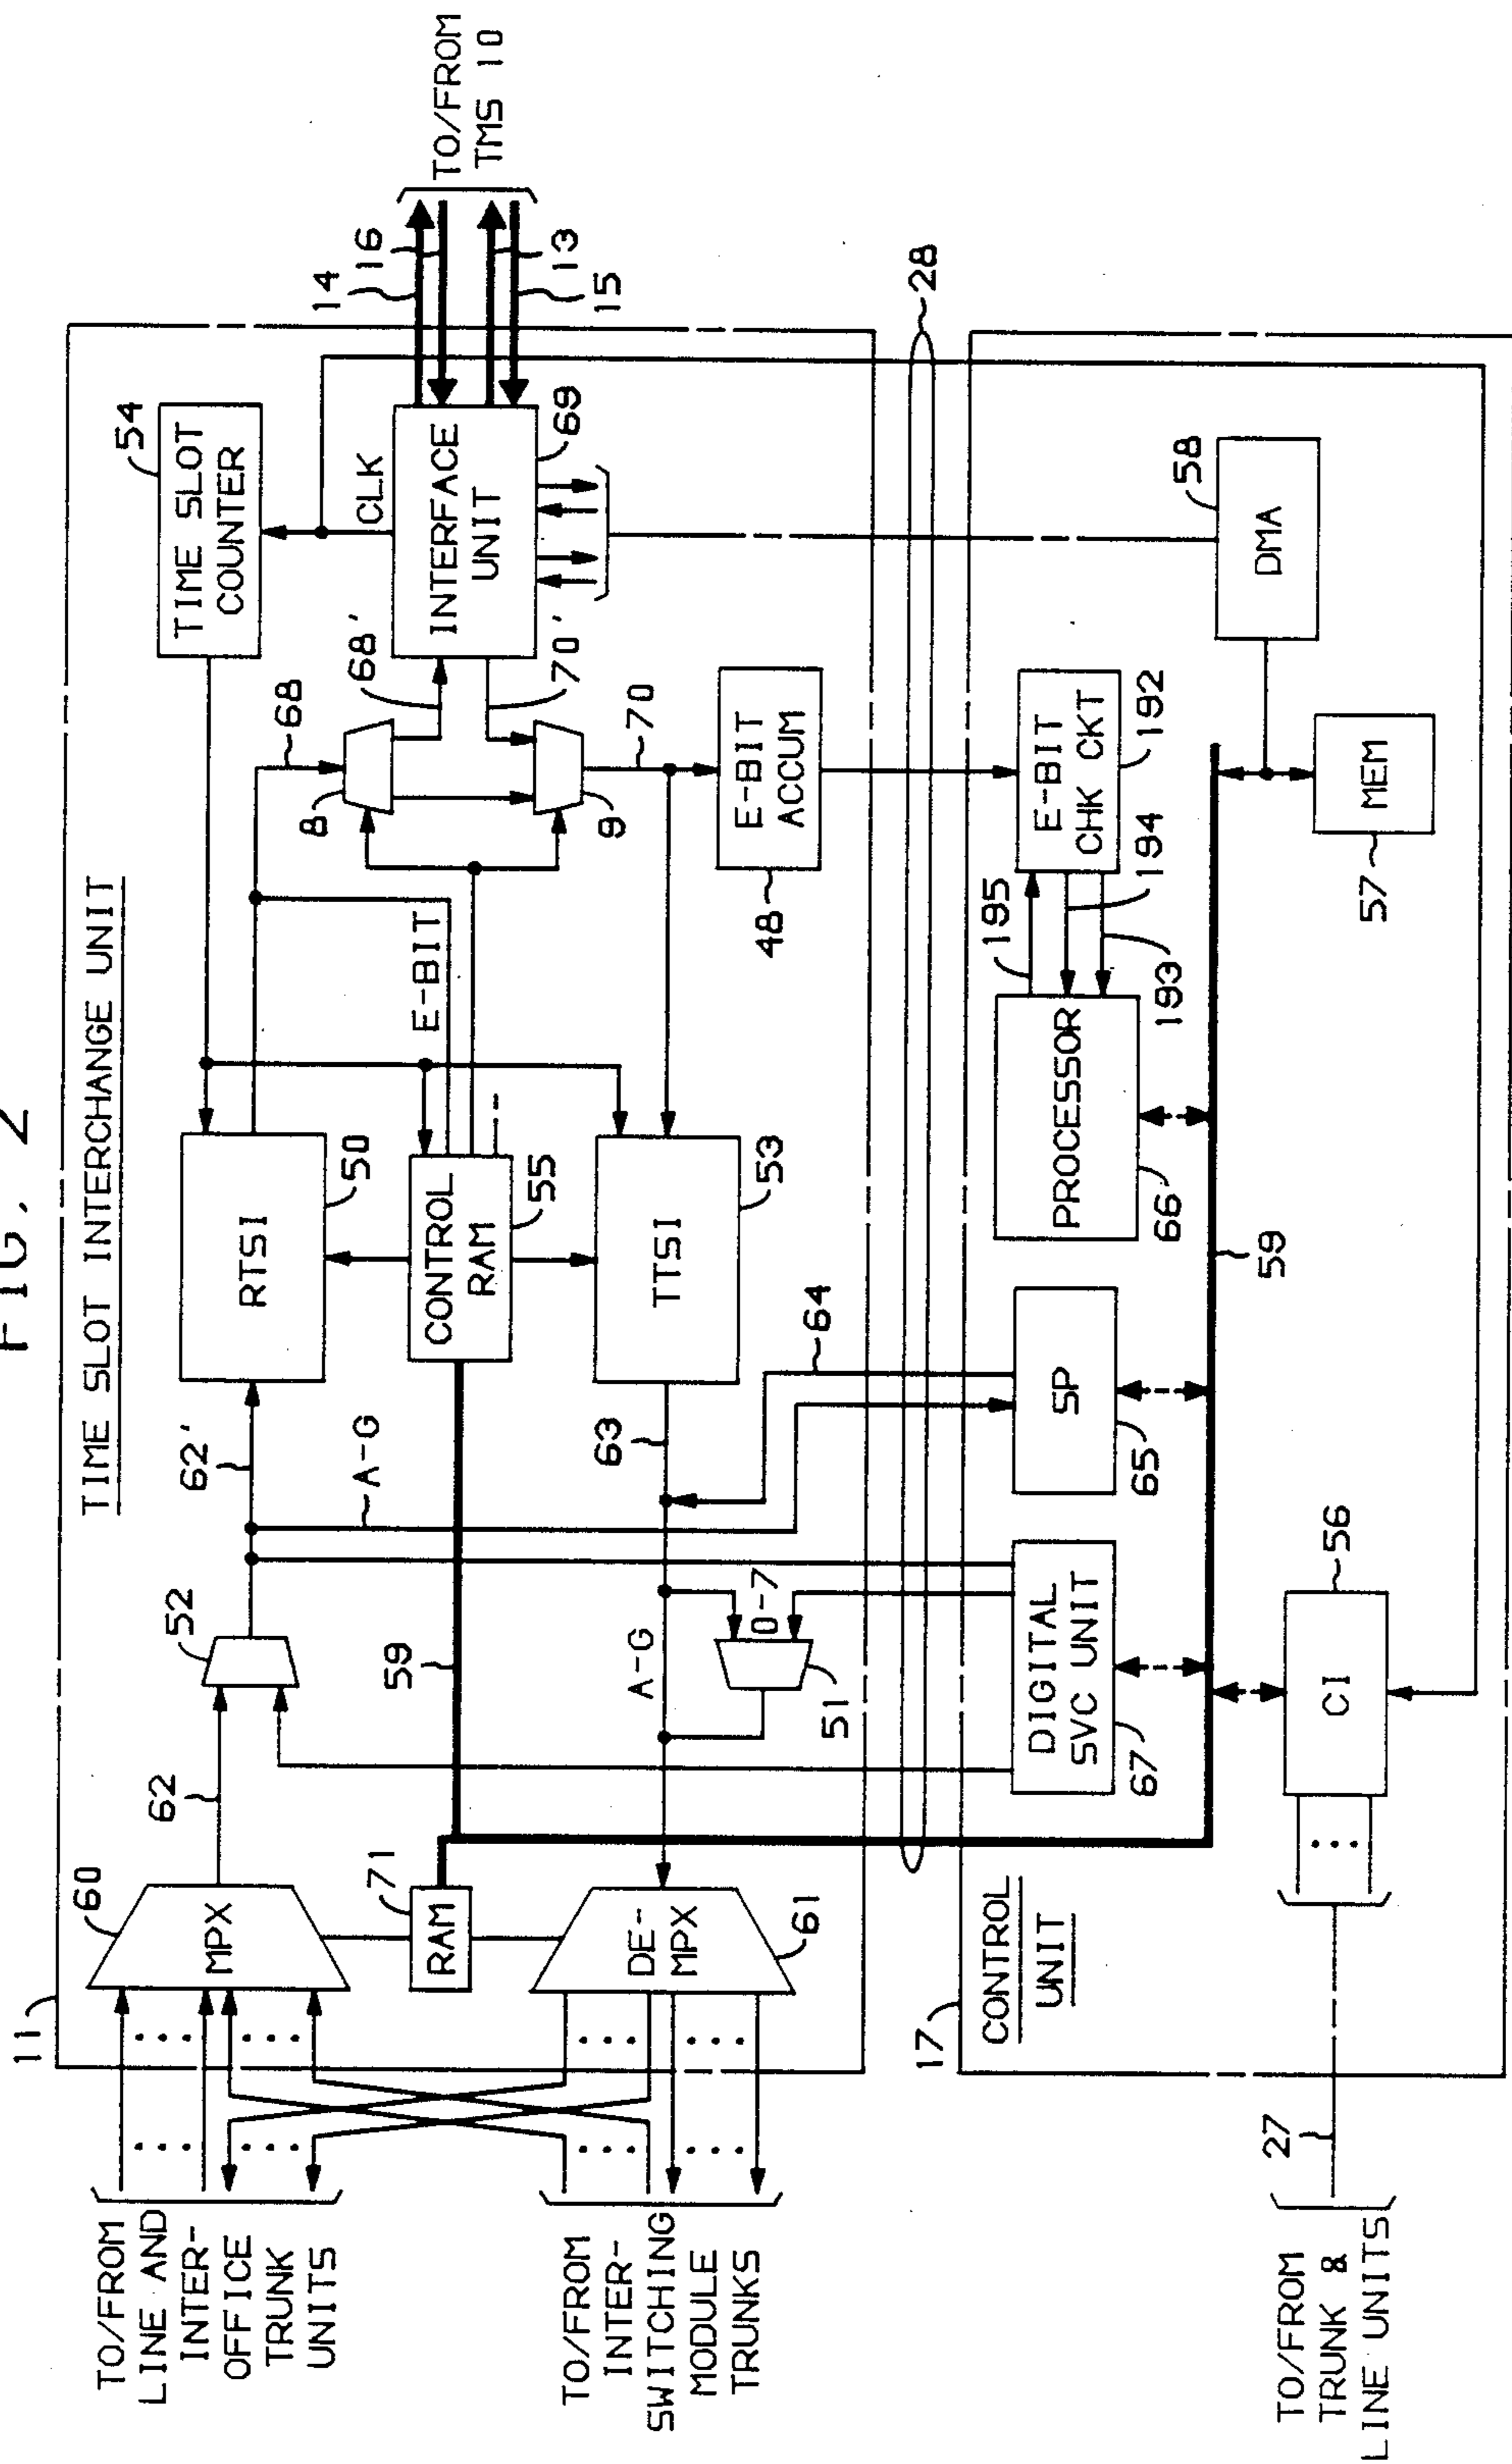 FIG. 2
TIME SLOT INTERCHANGE UNIT
11
TO/FROM
LINE AND
INTER-
OFFICE
TRUNK
UNITS
TO/FROM
INTER-
SWITCHING
MODULE
TRUNKS
60
MPX
71
RAM
DE-
MPX
61
62
52
62'
A-G
59
A-G
0-7
51
63
64
RTSI
50
CONTROL
RAM
55
TTSI
53
E-BIT
TIME SLOT
COUNTER
54
68
8
68'
9
70'
70
CLK
INTERFACE
UNIT
69
E-BIT
ACCUM
48
14
16
13
15
TO/FROM
TMS 10
28
17
CONTROL
UNIT
DIGITAL
SVC UNIT
67
SP
65
PROCESSOR
66
195
194
193
E-BIT
CHK CKT
192
59
DMA
58
MEM
57
CI
56
27
TO/FROM
TRUNK &
LINE UNITS